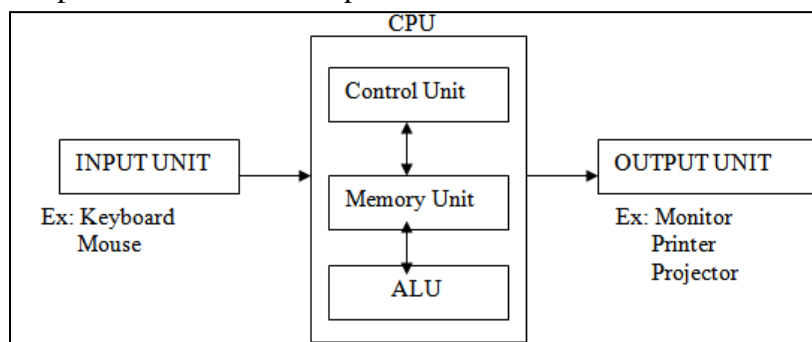 CPU
Control Unit
INPUT UNIT
OUTPUT UNIT
Memory Unit
Ex: Keyboard
Mouse
Ex: Monitor
Printer
Projector
ALU